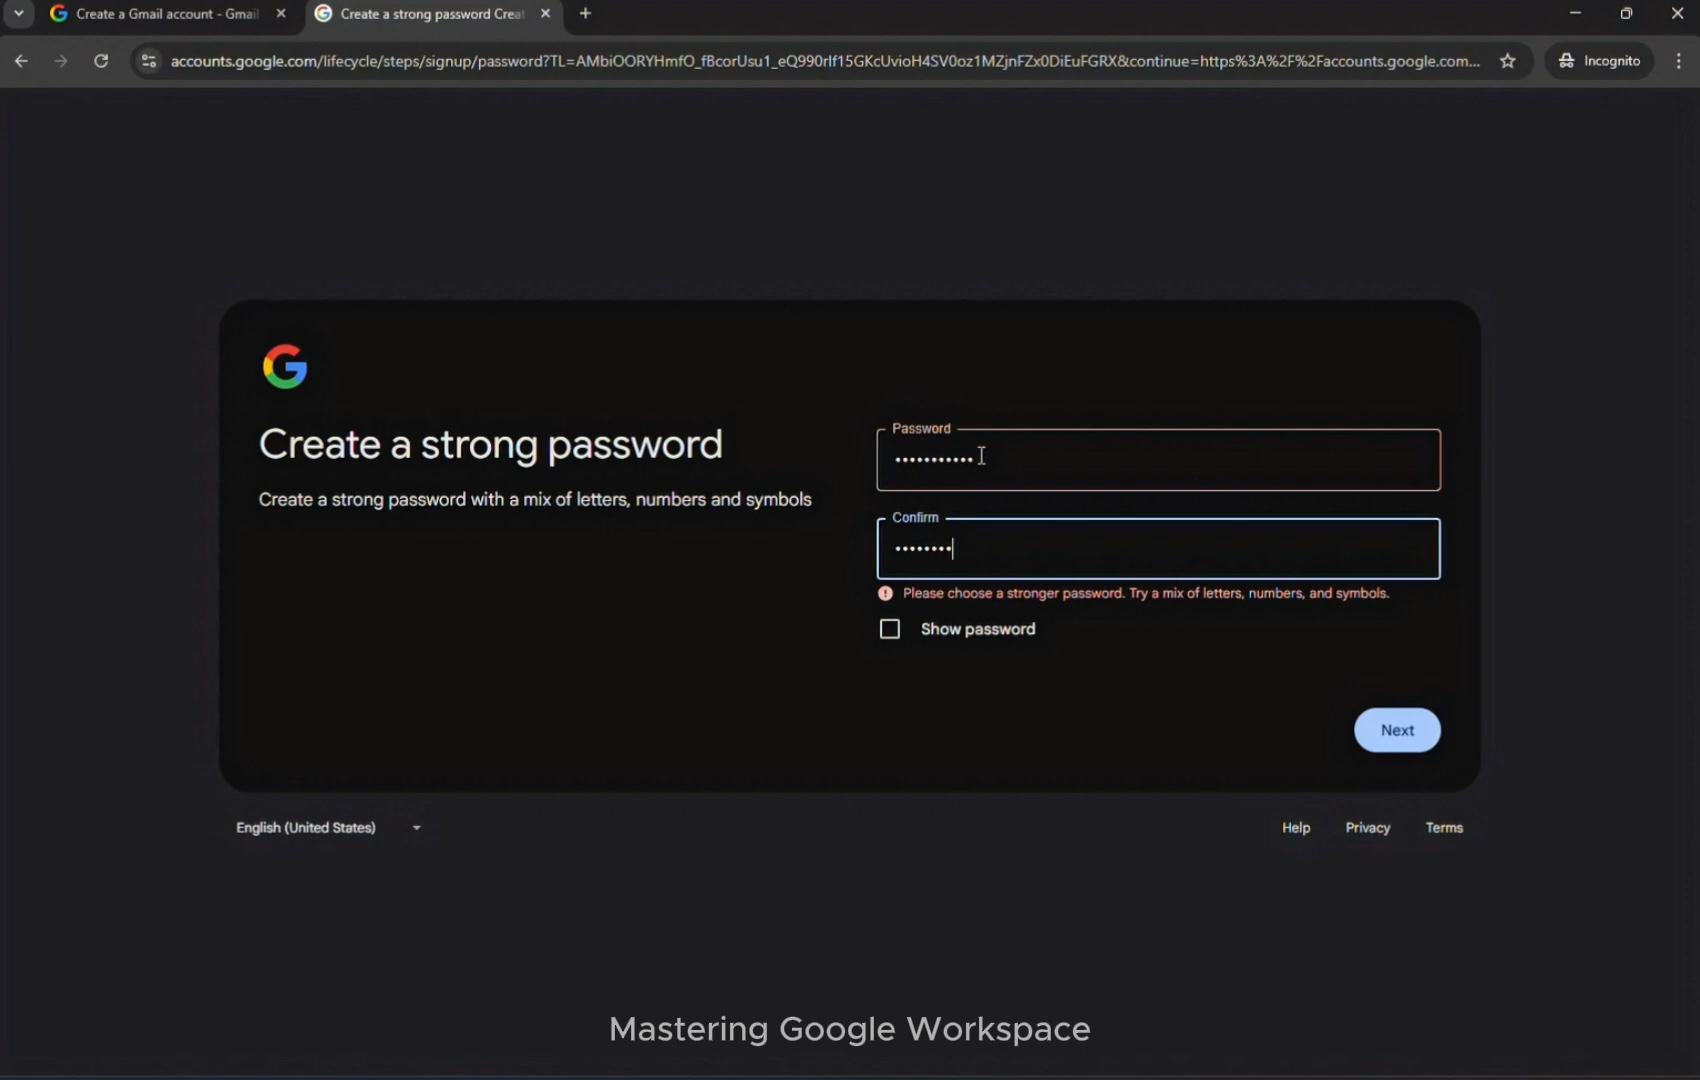 Create a Gmail account - Gmail
Create a strong password Crea
accounts.google.com/lifecycle/steps/signup/password?TL=AMbiOORYHmfO_fBcorUsu1_eQ990rlf15GKcUvioH4SV0oz1MZjnFZx0DiEuFGRX&continue=https%3A%2F%2Faccounts.google.com...
Incognito
Create a strong password
Create a strong password with a mix of letters, numbers and symbols
Password
Confirm
Please choose a stronger password. Try a mix of letters, numbers, and symbols.
Show password
Next
English (United States)
Help Privacy Terms
Mastering Google Workspace